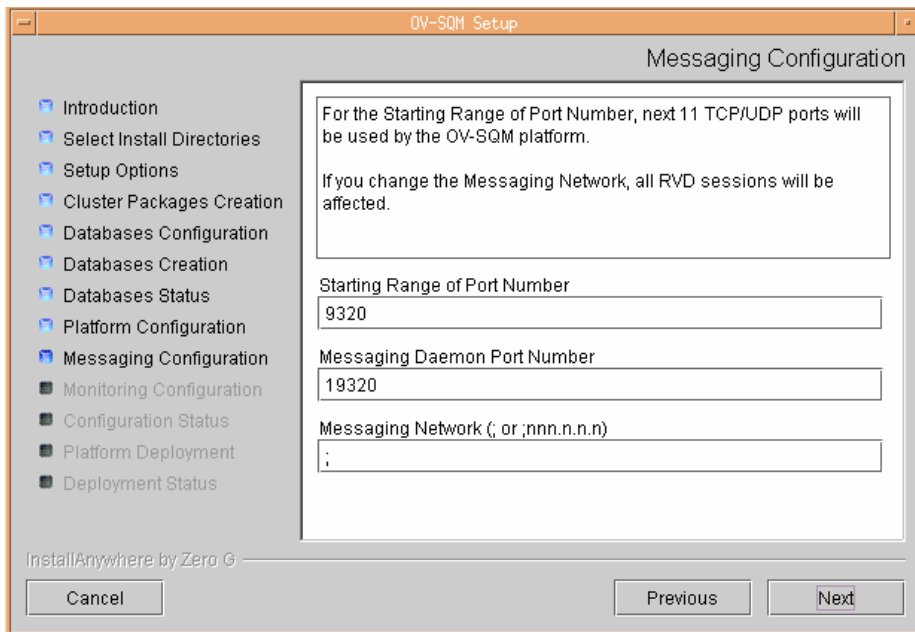 OV-SQM Setup
Messaging Configuration
Introduction
Select Install Directories
Setup Options
Cluster Packages Creation
Databases Configuration
Databases Creation
Databases Status
Platform Configuration
Messaging Configuration
Monitoring Configuration
Configuration Status
Platform Deployment
Deployment Status
For the Starting Range of Port Number, next 11 TCP/UDP ports will
be used by the OV-SQM platform.
If you change the Messaging Network, all RVD sessions will be
affected.
Starting Range of Port Number
9320
Messaging Daemon Port Number
19320
Messaging Network (; or ;nnn.n.n.n)
;
InstallAnywhere by Zero G
Cancel
Previous
Next